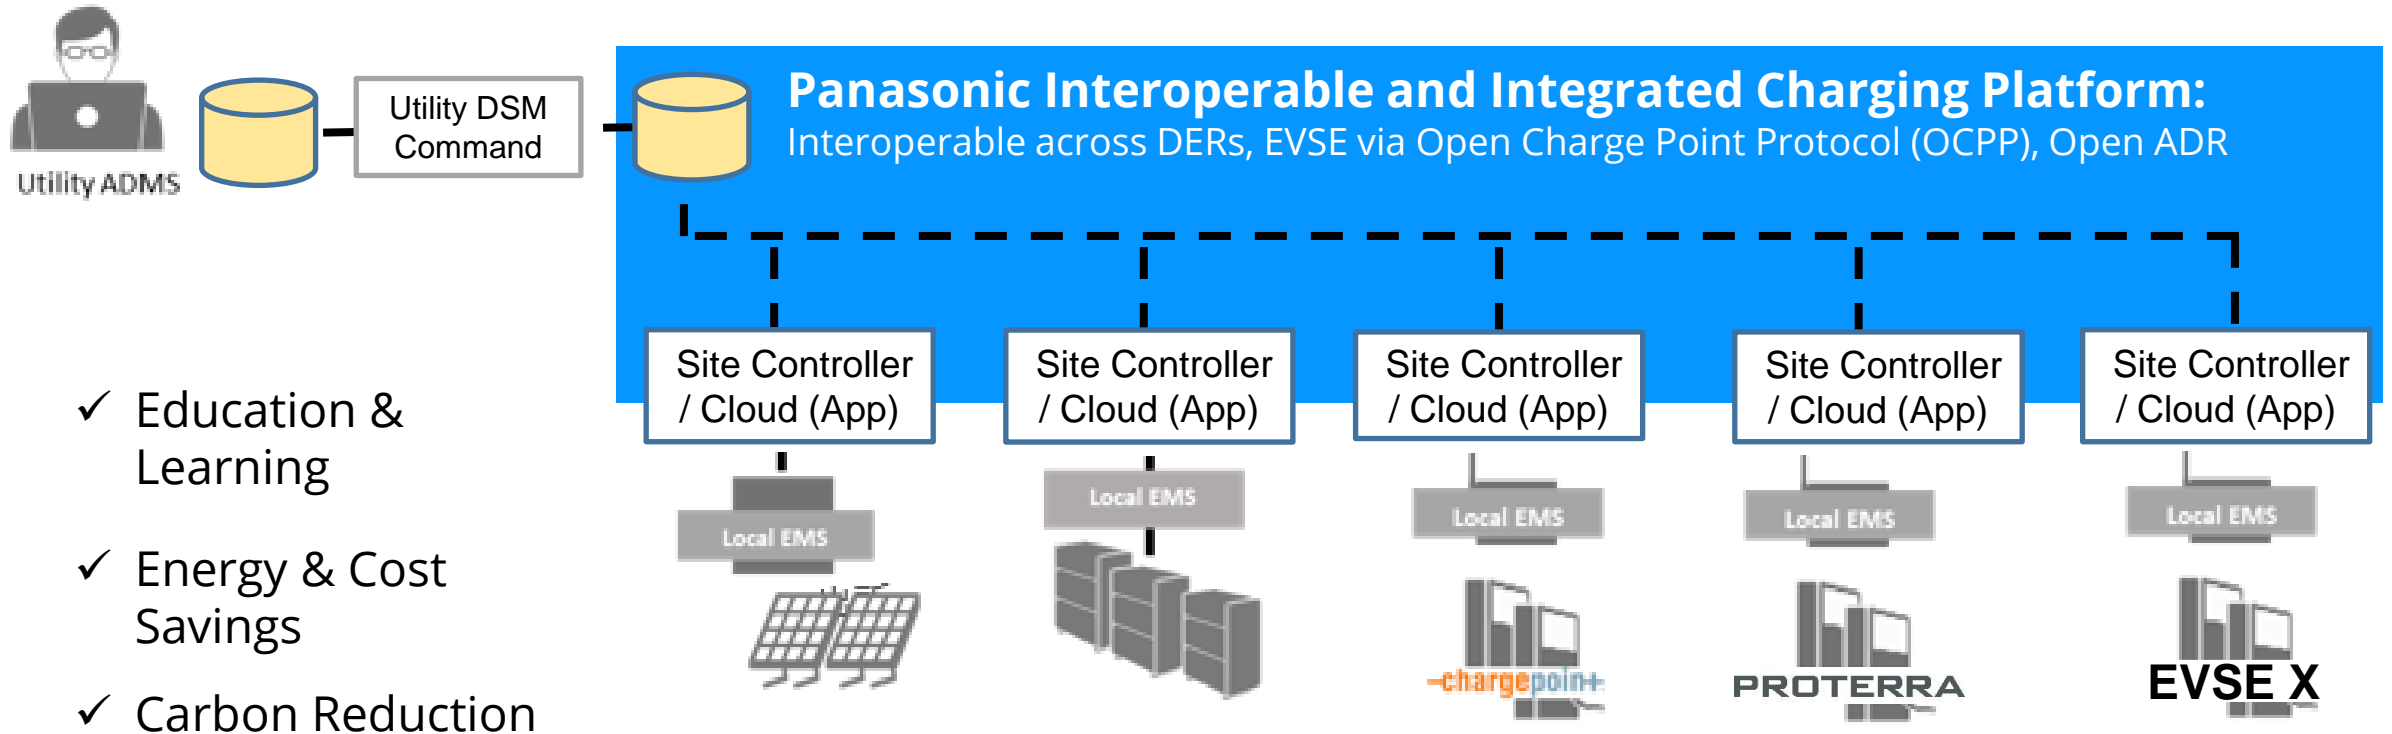 Utility ADMS
Utility DSM
Command
Panasonic Interoperable and Integrated Charging Platform:
Interoperable across DERs, EVSE via Open Charge Point Protocol (OCPP), Open ADR
Site Controller
/ Cloud (App)
Site Controller
/ Cloud (App)
Site Controller
/ Cloud (App)
Site Controller
/ Cloud (App)
Site Controller
/ Cloud (App)
Local EMS
Local EMS
Local EMS
Local EMS
Local EMS
-chargepoin+
PROTERRA
EVSE X
✓ Education &
Learning
✓ Energy & Cost
Savings
✓ Carbon Reduction